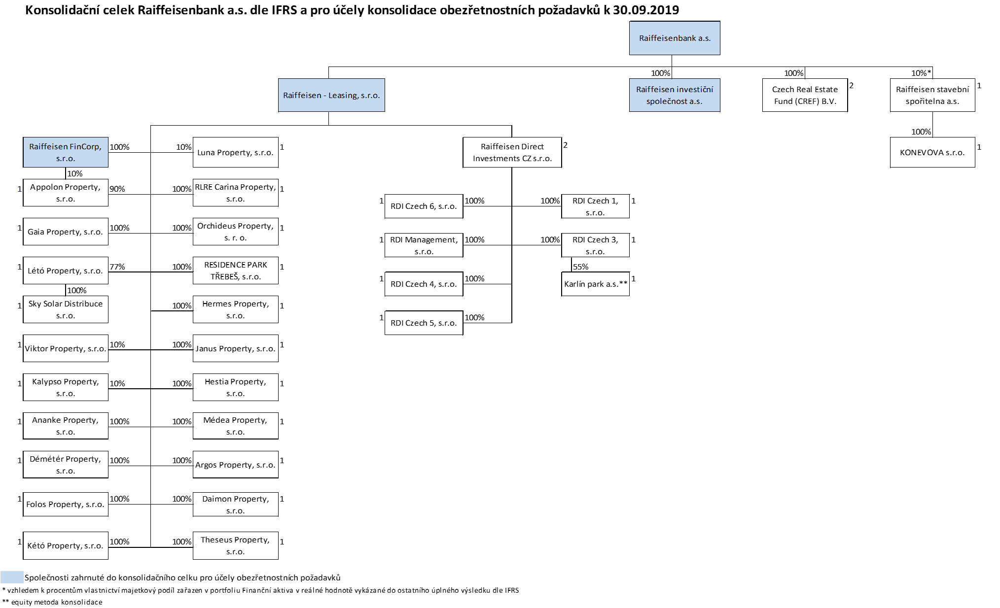 Konsolidační celek Raiffeisenbank a.s. dle IFRS a pro účely konsolidace obezřetnostních požadavků k 30.09.2019
Raiffeisenbank a.s.
100%
100%
10%*
Raiffeisen - Leasing, s.r.o.
Raiffeisen investiční
společnost a.s.
Czech Real Estate
Fund (CREF) B.V.
2
Raiffeisen stavební
spořitelna a.s.
1
100%
KONEVOVA s.r.o.
1
Raiffeisen FinCorp,
s.r.o.
100%
10%
Luna Property, s.r.o.
1
Raiffeisen Direct
Investments CZ s.r.o.
2
10%
1
Appolon Property,
s.r.o.
90%
100%
RLRE Carina Property,
s.r.o.
1
1
RDI Czech 6, s.r.o.
100%
100%
RDI Czech 1,
s.r.o.
1
1
Gaia Property, s.r.o.
100%
100%
Orchideus Property,
s. r. o.
1
1
RDI Management,
s.r.o.
100%
100%
RDI Czech 3,
s.r.o.
1
1
Létó Property, s.r.o.
77%
100%
RESIDENCE PARK
TŘEBEŠ, s.r.o.
1
55%
1
RDI Czech 4, s.r.o.
100%
Karlín park a.s.**
1
100%
1
Sky Solar Distribuce
s.r.o.
100%
Hermes Property,
s.r.o.
1
1
RDI Czech 5, s.r.o.
100%
1
Viktor Property, s.r.o.
10%
100%
Janus Property, s.r.o.
1
1
Kalypso Property,
s.r.o.
10%
100%
Hestia Property,
s.r.o.
1
1
Ananke Property,
s.r.o.
100%
100%
Médea Property,
s.r.o.
1
1
Démétér Property,
s.r.o.
100%
100%
Argos Property, s.r.o.
1
1
Folos Property, s.r.o.
100%
100%
Daimon Property,
s.r.o.
1
1
Kétó Property, s.r.o.
100%
100%
Theseus Property,
s.r.o.
1
Společnosti zahrnuté do konsolidačního celku pro účely obezřetnostních požadavků
* vzhledem k procentům vlastnictví majetkový podíl zařazen v portfoliu Finanční aktiva v reálné hodnotě vykázané do ostatního úplného výsledku dle IFRS
** equity metoda konsolidace